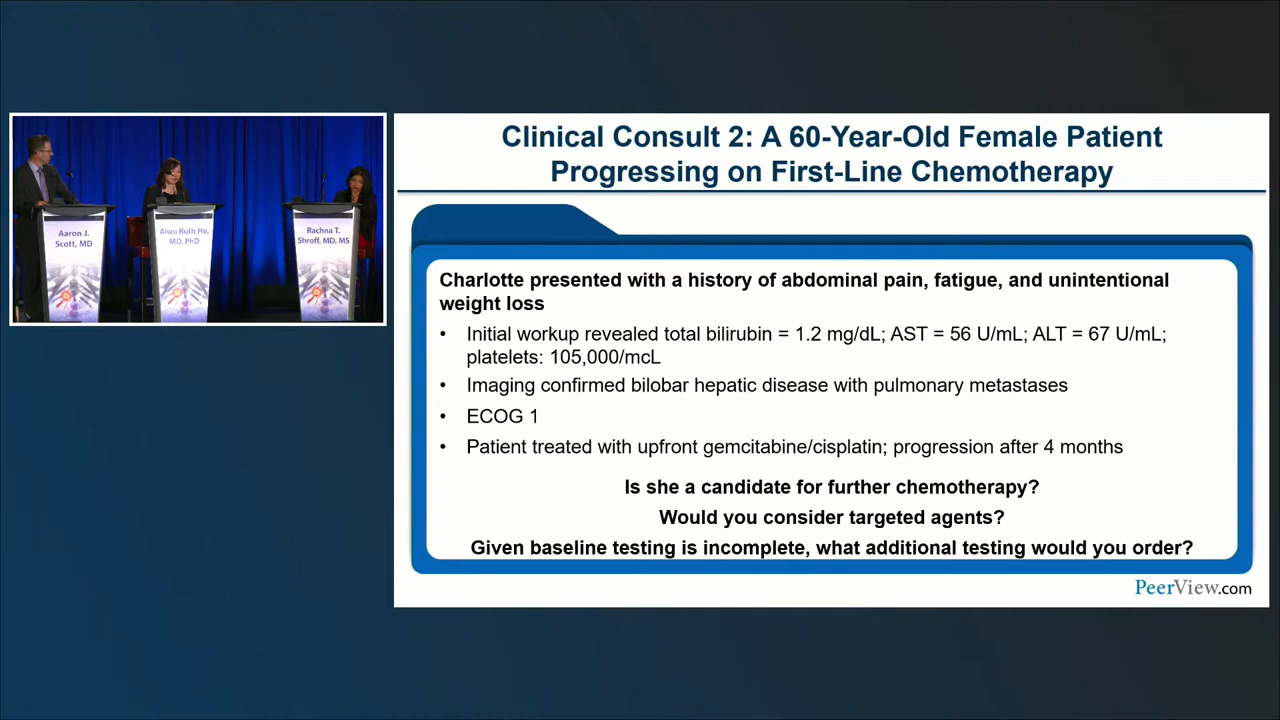 Clinical Consult 2: A 60-Year-Old Female Patient
Progressing on First-Line Chemotherapy
Aaron J.
Scott, MD
Aiwu Ruth He,
MD, PhD
Rachna T.
Shroff, MD, MS
Charlotte presented with a history of abdominal pain, fatigue, and unintentional
weight loss
• Initial workup revealed total bilirubin = 1.2 mg/dL; AST = 56 U/mL; ALT = 67 U/mL;
platelets: 105,000/mcL
• Imaging confirmed bilobar hepatic disease with pulmonary metastases
• ECOG 1
• Patient treated with upfront gemcitabine/cisplatin; progression after 4 months
Is she a candidate for further chemotherapy?
Would you consider targeted agents?
Given baseline testing is incomplete, what additional testing would you order?
PeerView.com